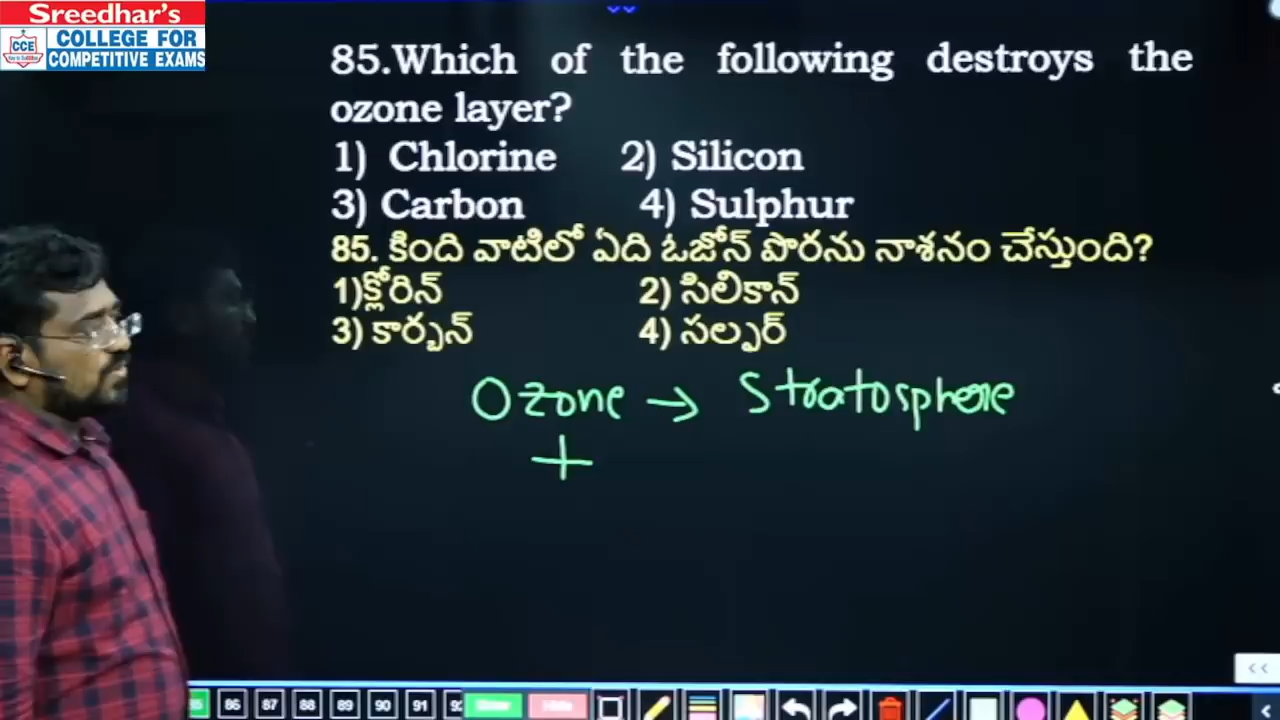 Sreedhar's
CCE
COLLEGE FOR
COMPETITIVE EXAMS
85.Which of the following destroys the
ozone layer?
1) Chlorine 2) Silicon
3) Carbon 4) Sulphur
85. కింది వాటిలో ఏది ఓజోన్ పొరను నాశనం చేస్తుంది?
1)క్లోరిన్ 2) సిలికాన్
3) కార్బన్ 4) సల్ఫర్
Ozone → Stratosphere
+
86 87 88 89 90 91